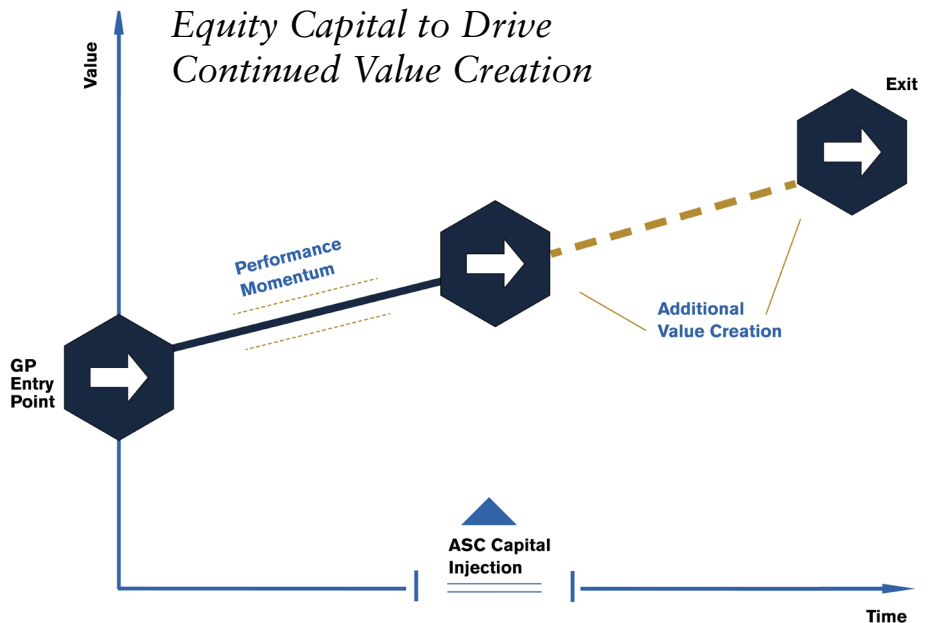 Equity Capital to Drive
Continued Value Creation
Value
Exit
Performance
Momentum
Additional
Value Creation
GP
Entry
Point
ASC Capital
Injection
Time